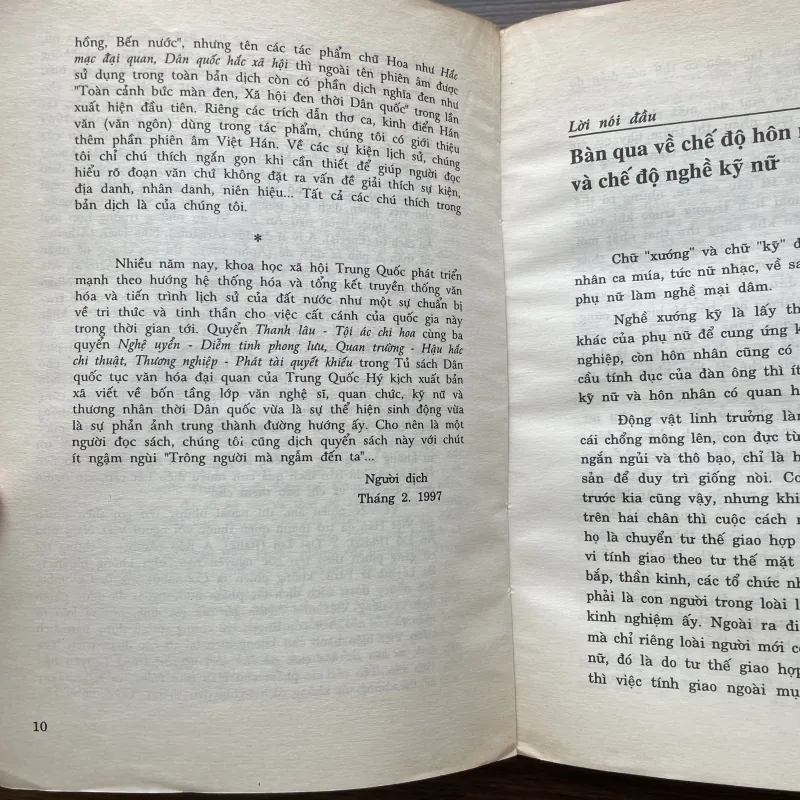 hồng, Bến nước", nhưng tên các tác phẩm chữ Hoa như Hắc
mạc đại quan, Dân quốc hắc xã hội thì ngoài tên phiên âm được
sử dụng trong toàn bản dịch còn có phần dịch nghĩa đen như
"Toàn cảnh bức màn đen, Xã hội đen thời Dân quốc" trong lần
xuất hiện đầu tiên. Riêng các trích dẫn thơ ca, kinh điển Hán
văn (văn ngôn) dùng trong tác phẩm, chúng tôi có giới thiệu
thêm phần phiên âm Việt Hán. Về các sự kiện lịch sử, chúng
tôi chỉ chú thích ngắn gọn khi cần thiết để giúp người đọc
hiểu rõ đoạn văn chứ không đặt ra vấn đề giải thích sự kiện,
địa danh, nhân danh, niên hiệu... Tất cả các chú thích trong
bản dịch là của chúng tôi.
*
Nhiều năm nay, khoa học xã hội Trung Quốc phát triển
mạnh theo hướng hệ thống hóa và tổng kết truyền thống văn
hóa và tiến trình lịch sử của đất nước như một sự chuẩn bị
về tri thức và tinh thần cho việc cất cánh của quốc gia này
trong thời gian tới. Quyển Thanh lâu - Tội ác chi hoa cùng ba
quyển Nghệ uyển - Diễm tinh phong lưu, Quan trường - Hậu hắc
chi thuật, Thương nghiệp - Phát tài quyết khiếu trong Tủ sách Dân
quốc tục văn hóa đại quan của Trung Quốc Hý kịch xuất bản
xã viết về bốn tầng lớp văn nghệ sĩ, quan chức, kỹ nữ và
thương nhân thời Dân quốc vừa là sự thể hiện sinh động vừa
là sự phản ảnh trung thành đường hướng ấy. Cho nên là một
người đọc sách, chúng tôi cũng dịch quyển sách này với chút
ít ngậm ngùi "Trông người mà ngẫm đến ta"...
Người dịch
Tháng 2. 1997
10
Lời nói đầu
Bàn qua về chế độ hôn
và chế độ nghề kỹ nữ
Chữ "xướng" và chữ "kỹ"
nhân ca múa, tức nữ nhạc, về
phụ nữ làm nghề mại dâm.
Nghề xướng kỹ là lấy
khác của phụ nữ để cung ứng
nghiệp, còn hôn nhân cũng có
cầu tính dục của đàn ông thì ít
kỹ nữ và hôn nhân có quan
Động vật linh trưởng
cái chổng mông lên, con đực
ngắn ngủi và thô bạo, chỉ là
sản để duy trì giống nòi.
trước kia cũng vậy, nhưng khi
trên hai chân thì cuộc cách
họ là chuyển tư thế giao hợp
vi tính giao theo tư thế mặt
bắp, thần kinh, các tổ chức
phải là con người trong loài
kinh nghiệm ấy. Ngoài ra
mà chỉ riêng loài người mới
nữ, đó là do tư thế giao hợp
thì việc tính giao ngoài